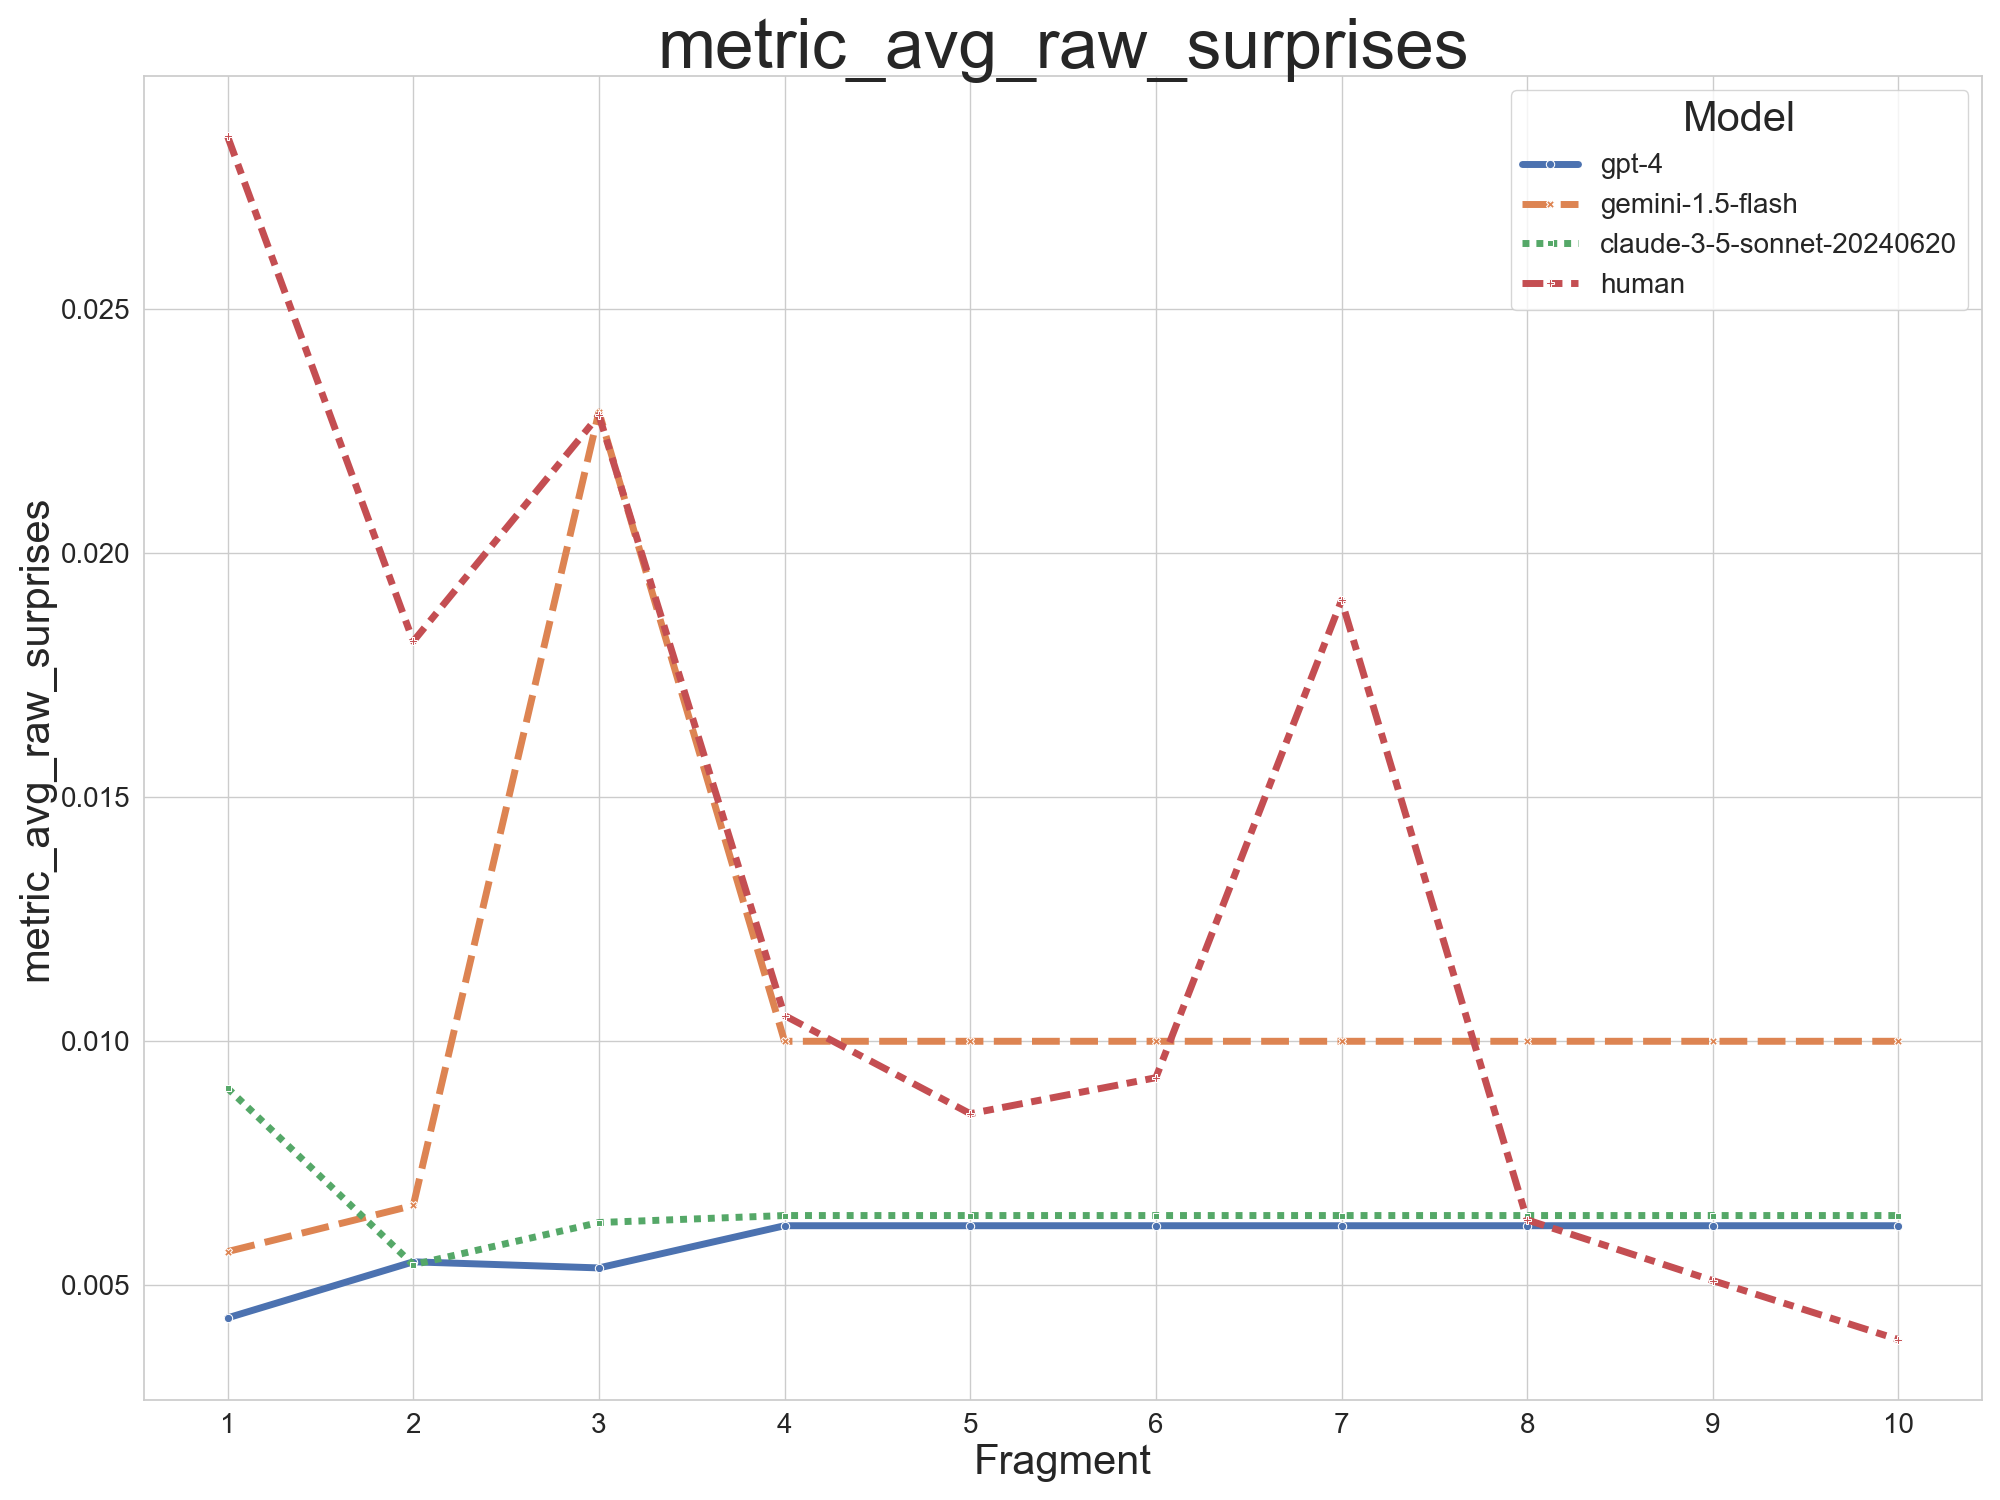 metric_avg_raw_surprises
Model
gpt-4
gemini-1.5-flash
claude-3-5-sonnet-20240620
human
metric_avg_raw_surprises
0.025
0.020
0.015
0.010
0.005
1 2 3 4 5 6 7 8 9 10
Fragment